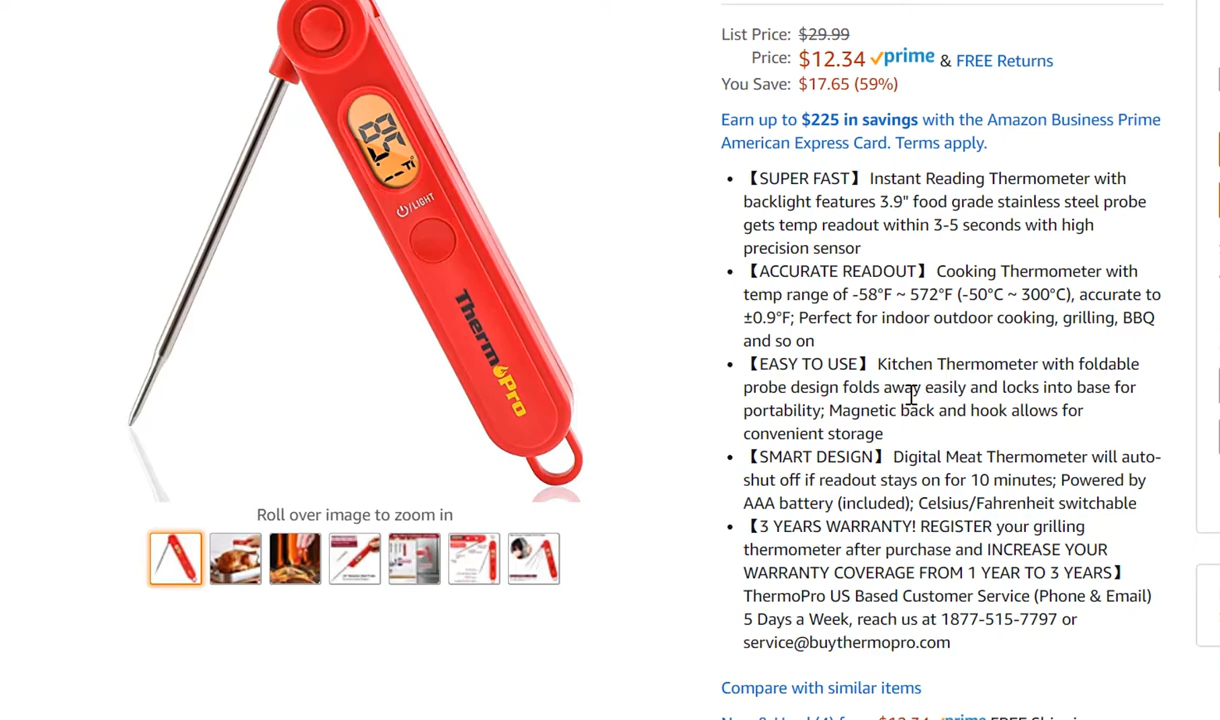 List Price: $29.99
Price: $12.34 prime & FREE Returns
You Save: $17.65 (59%)
Earn up to $225 in savings with the Amazon Business Prime
American Express Card. Terms apply.
【SUPER FAST】 Instant Reading Thermometer with
backlight features 3.9" food grade stainless steel probe
gets temp readout within 3-5 seconds with high
precision sensor
【ACCURATE READOUT】 Cooking Thermometer with
temp range of -58°F ~ 572°F (-50°C ~ 300°C), accurate to
±0.9°F; Perfect for indoor outdoor cooking, grilling, BBQ
and so on
【EASY TO USE】 Kitchen Thermometer with foldable
probe design folds away easily and locks into base for
portability; Magnetic back and hook allows for
convenient storage
【SMART DESIGN】 Digital Meat Thermometer will auto-
shut off if readout stays on for 10 minutes; Powered by
AAA battery (included); Celsius/Fahrenheit switchable
【3 YEARS WARRANTY! REGISTER your grilling
thermometer after purchase and INCREASE YOUR
WARRANTY COVERAGE FROM 1 YEAR TO 3 YEARS】
ThermoPro US Based Customer Service (Phone & Email)
5 Days a Week, reach us at 1877-515-7797 or
service@buythermopro.com
Compare with similar items
/LIGHT
ThermoPro
Roll over image to zoom in